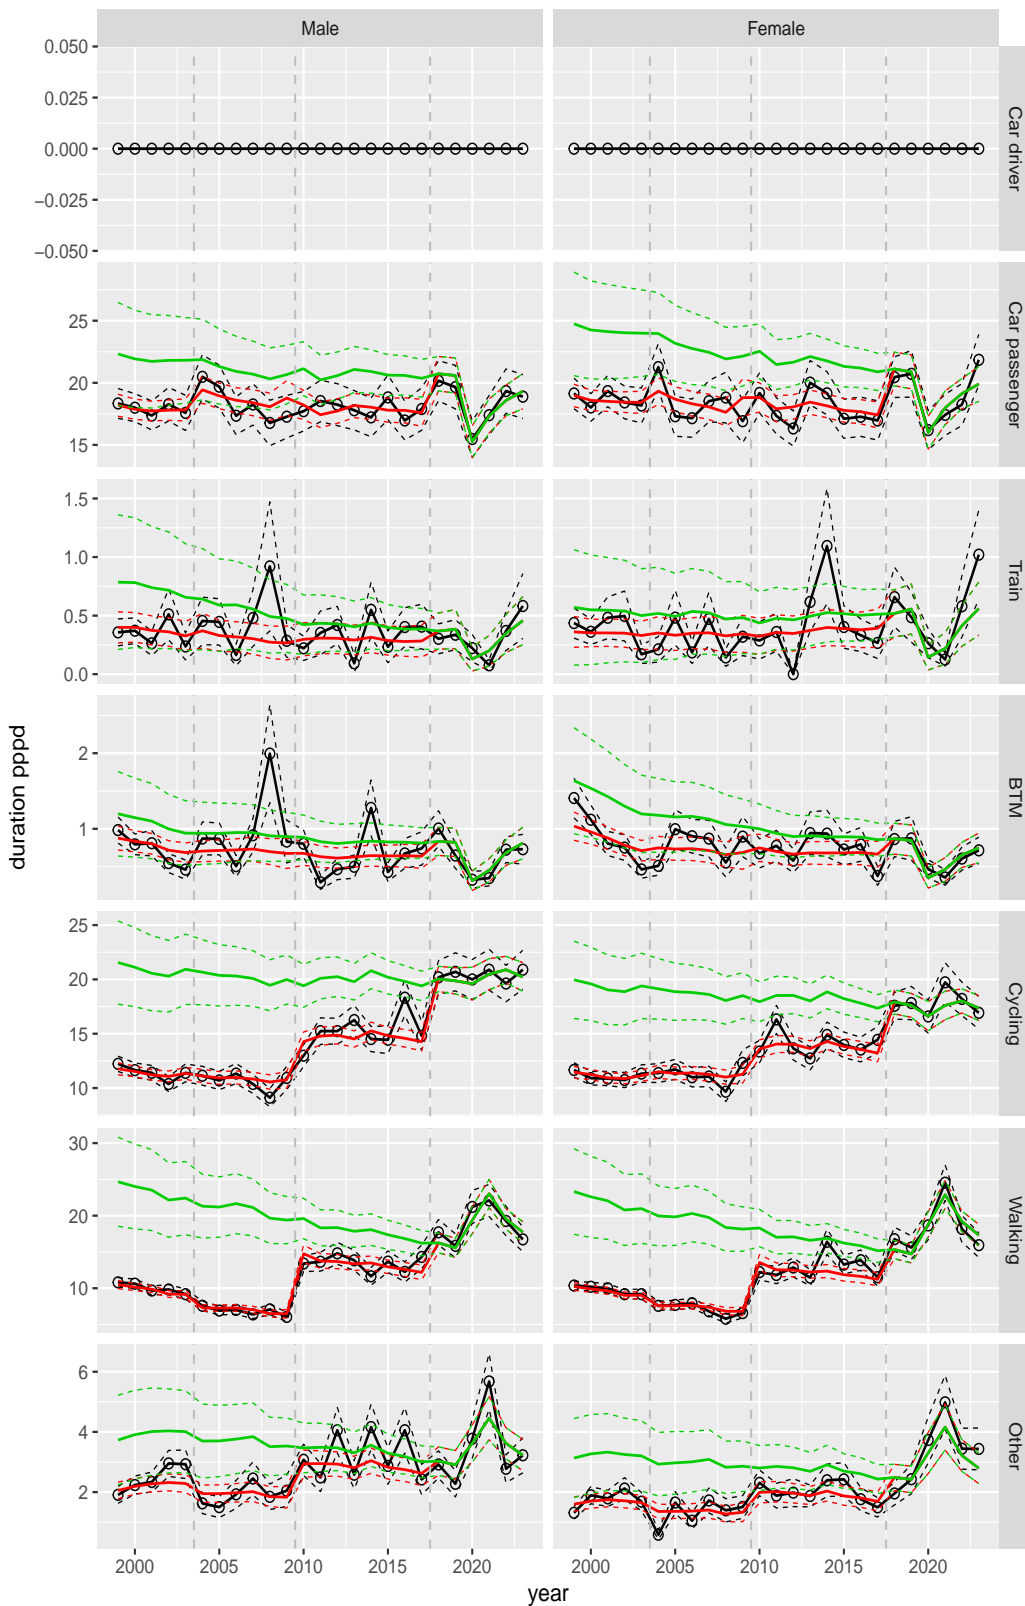 Male Female
0.050
0.025
0.000
−0.025
−0.050
Car driver
25
20
15
Car passenger
1.5
1.0
0.5
0.0
Train
2
1
BTM
25
20
15
10
Cycling
30
20
10
Walking
6
4
2
Other
duration pppd
2000 2005 2010 2015 2020 2000 2005 2010 2015 2020
year